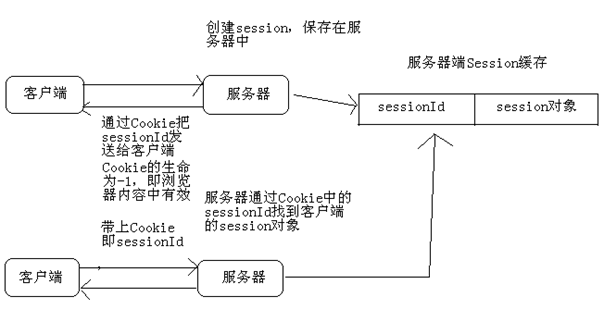 创建session，保存在服
务器中
服务器端Session缓存
客户端
服务器
sessionId
session对象
通过Cookie把
sessionId发
送给客户端
Cookie的生命
为-1，即浏览
器内容中有效
服务器通过Cookie中的
sessionId找到客户端
的session对象
带上Cookie
即sessionId
客户端
服务器